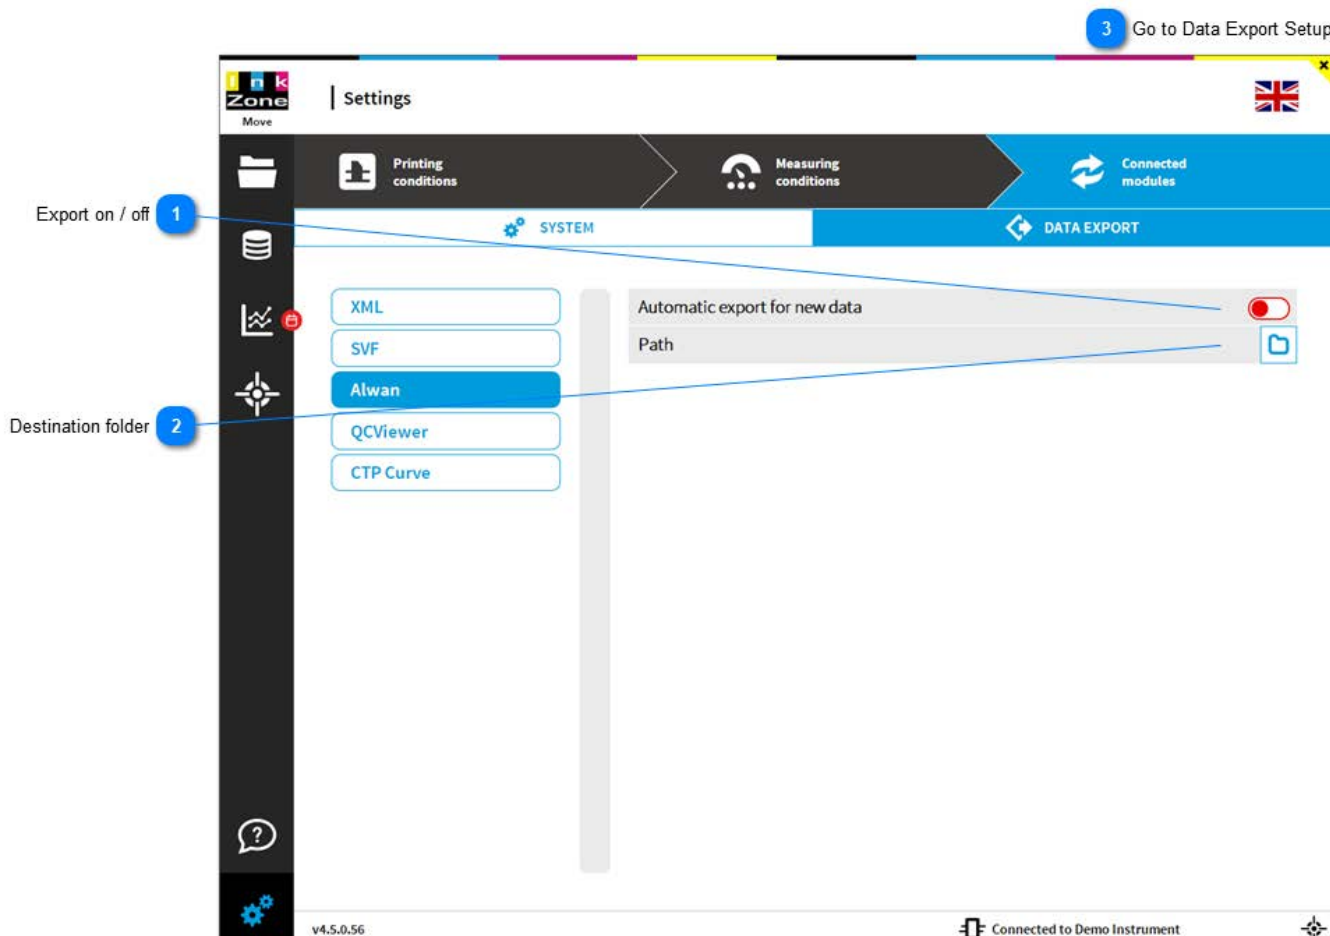 3 Go to Data Export Setup
Ink
Zone
Move
Settings
Printing
conditions
Measuring
conditions
Connected
modules
Export on / off 1
SYSTEM
DATA EXPORT
XML
Automatic export for new data
SVF
Path
Alwan
Destination folder 2
QCViewer
CTP Curve
v4.5.0.56
Connected to Demo Instrument